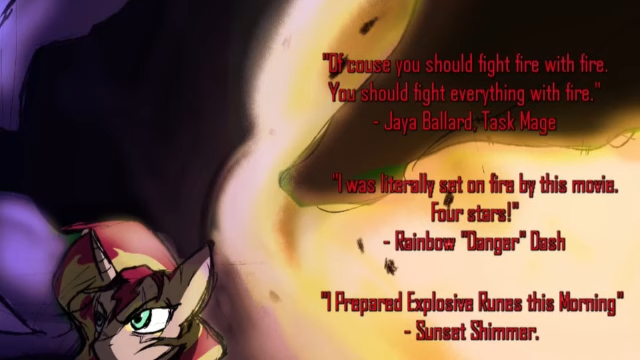 "Of couse you should fight fire with fire.
You should fight everything with fire."
- Jaya Ballard, Task Mage
"I was literally set on fire by this movie.
Four stars!"
- Rainbow "Danger" Dash
"I Prepared Explosive Runes this Morning"
- Sunset Shimmer.